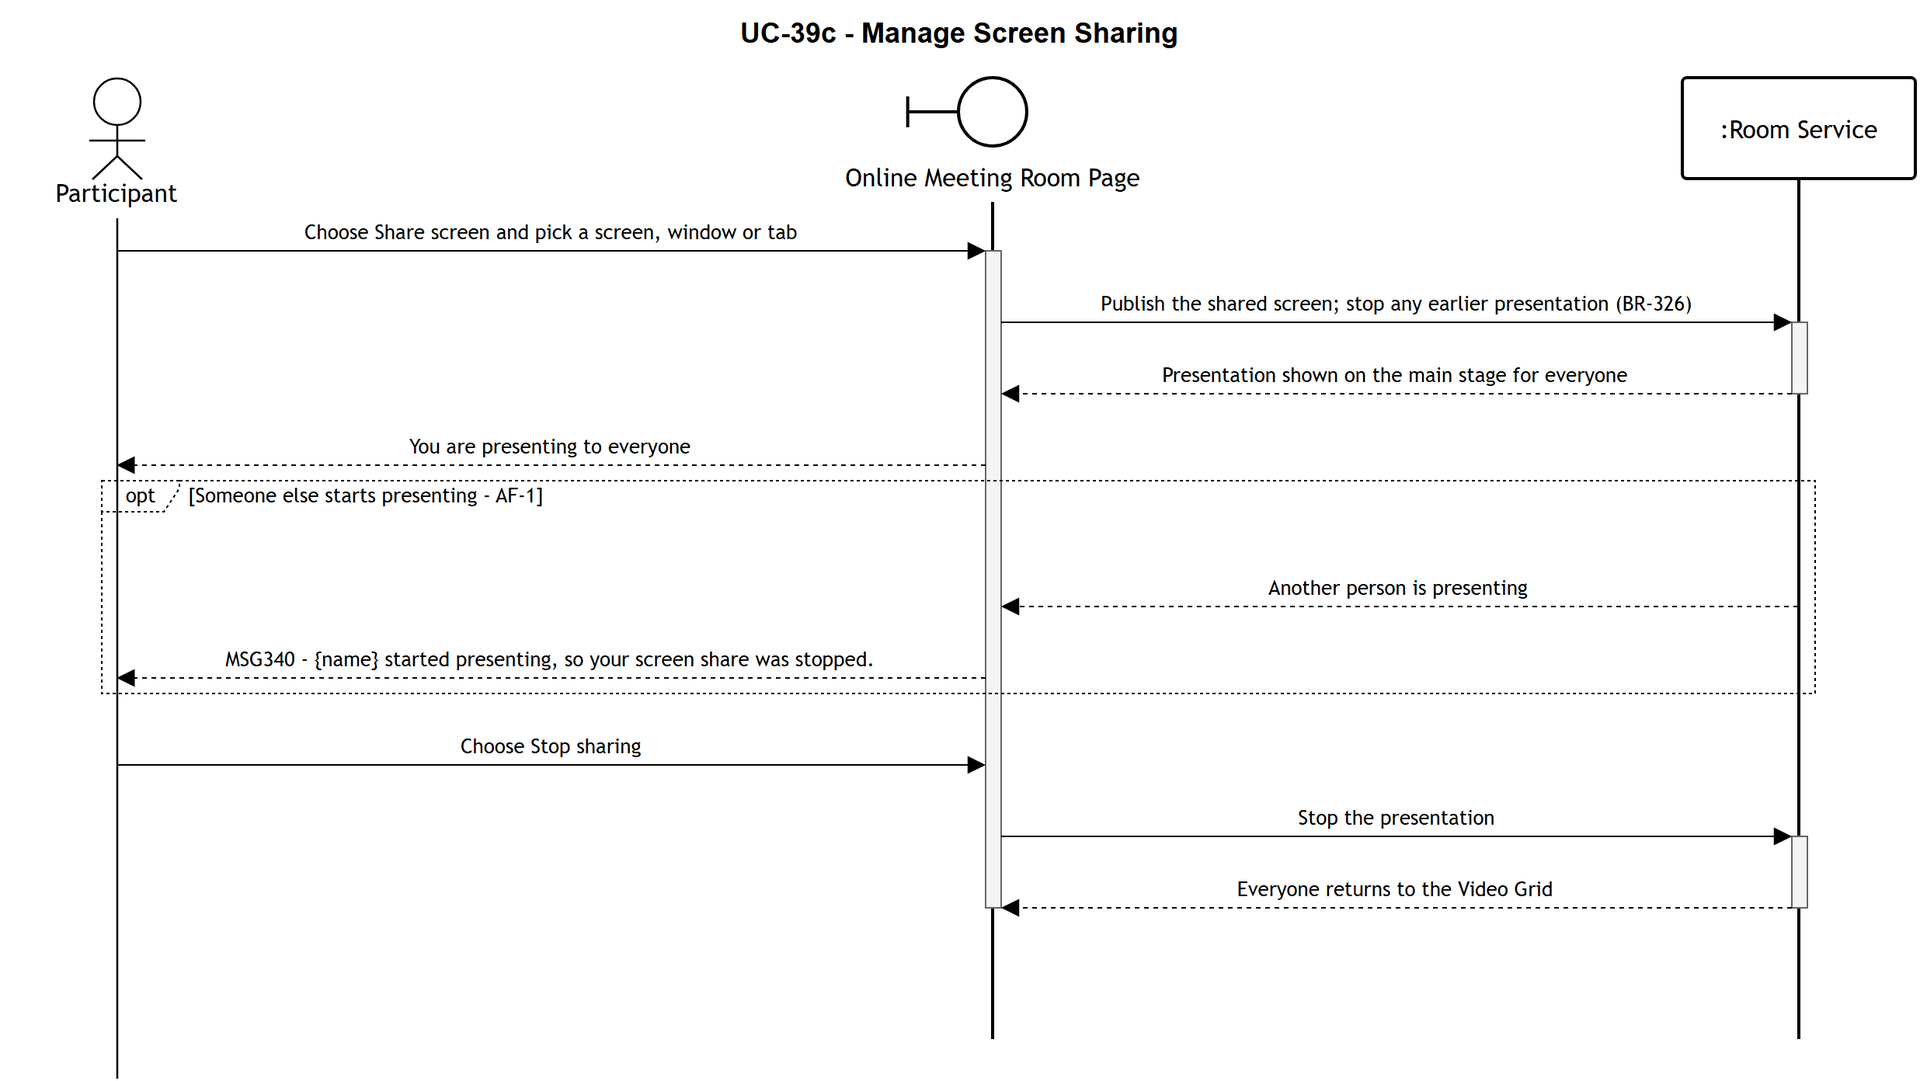 UC-39c - Manage Screen Sharing
Participant
Online Meeting Room Page
:Room Service
Choose Share screen and pick a screen, window or tab
Publish the shared screen; stop any earlier presentation (BR-326)
Presentation shown on the main stage for everyone
You are presenting to everyone
opt [Someone else starts presenting - AF-1]
Another person is presenting
MSG340 - {name} started presenting, so your screen share was stopped.
Choose Stop sharing
Stop the presentation
Everyone returns to the Video Grid